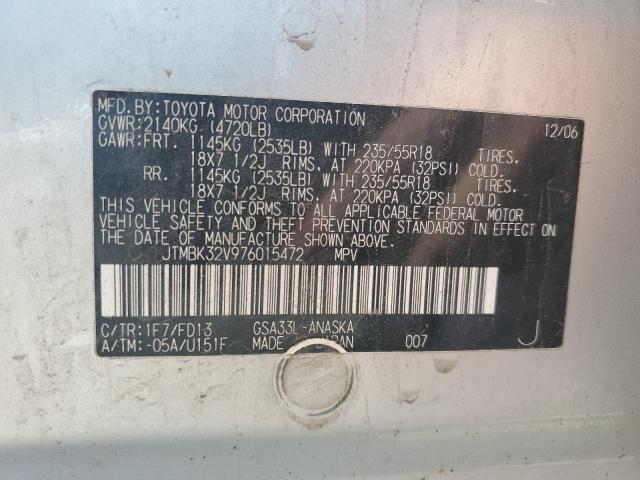 MFD.BY:TOYOTA MOTOR CORPORATION 12/06
GVWR:2140KG (4720LB)
GAWR:FRT. 1145KG (2535LB) WITH 235/55R18 TIRES.
18X7 1/2J RIMS, AT 220KPA (32PSI) COLD.
RR. 1145KG (2535LB) WITH 235/55R18 TIRES.
18X7 1/2J RIMS, AT 220KPA (32PSI) COLD.
THIS VEHICLE CONFORMS TO ALL APPLICABLE FEDERAL MOTOR
VEHICLE SAFETY AND THEFT PREVENTION STANDARDS IN EFFECT ON
THE DATE OF MANUFACTURE SHOWN ABOVE.
JTMBK32V976015472 MPV
C/TR:1F7/FD13 GSA33L-ANASKA
A/TM:-05A/U151F MADE 007 J